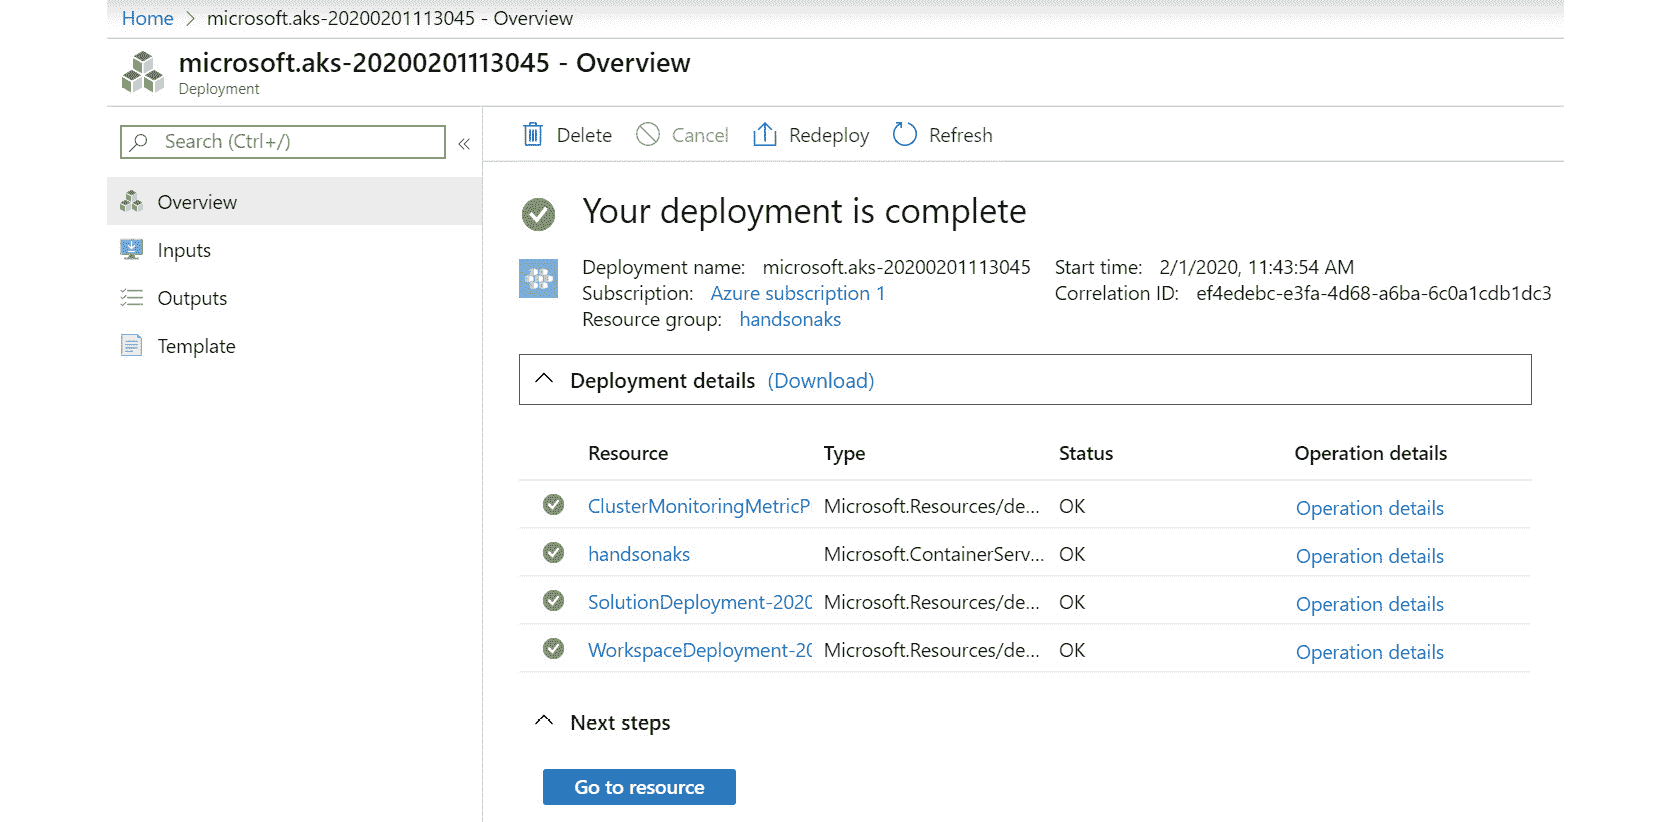 Home > microsoft.aks-20200201113045 - Overview
microsoft.aks-20200201113045 - Overview
Deployment
Search (Ctrl+/)
«
Overview
Inputs
Outputs
Template
Delete Cancel Redeploy Refresh
Your deployment is complete
Deployment name: microsoft.aks-20200201113045 Start time: 2/1/2020, 11:43:54 AM
Subscription: Azure subscription 1 Correlation ID: ef4edebc-e3fa-4d68-a6ba-6c0a1cdb1dc3
Resource group: handsonaks
Deployment details (Download)
Resource Type Status Operation details
ClusterMonitoringMetricP Microsoft.Resources/de... OK Operation details
handsonaks Microsoft.ContainerServ... OK Operation details
SolutionDeployment-2020 Microsoft.Resources/de... OK Operation details
WorkspaceDeployment-20 Microsoft.Resources/de... OK Operation details
Next steps
Go to resource